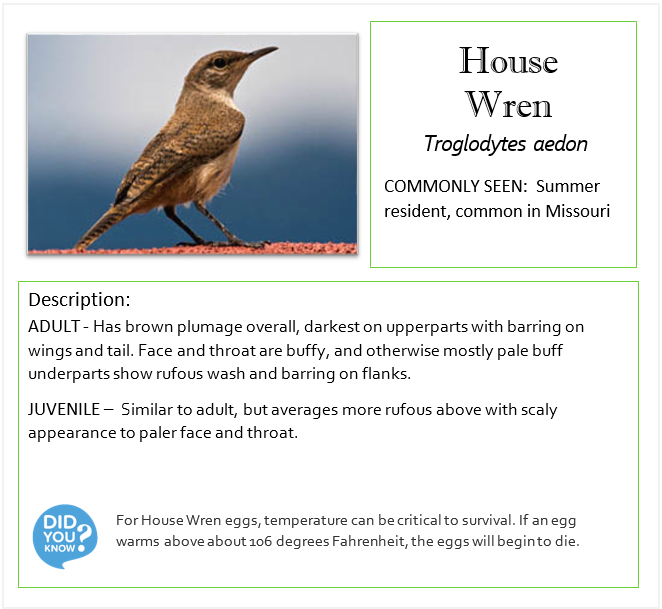 House
Wren
Troglodytes aedon
COMMONLY SEEN: Summer
resident, common in Missouri
Description:
ADULT - Has brown plumage overall, darkest on upperparts with barring on
wings and tail. Face and throat are buffy, and otherwise mostly pale buff
underparts show rufous wash and barring on flanks.
JUVENILE – Similar to adult, but averages more rufous above with scaly
appearance to paler face and throat.
DID
YOU
KNOW?
For House Wren eggs, temperature can be critical to survival. If an egg
warms above about 106 degrees Fahrenheit, the eggs will begin to die.